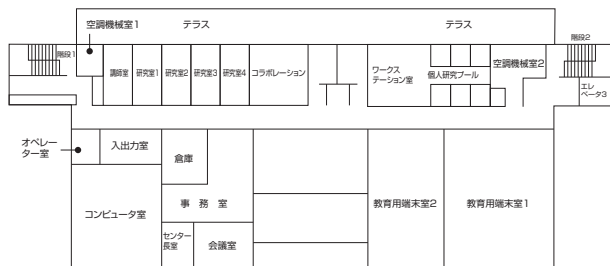 空調機械室1
テラス
テラス
階段1
階段2
講師室
研究室1
研究室2
研究室3
研究室4
コラボレーション
ワークス
テーション室
個人研究ブール
空調機械室2
エレ
ベータ3
オペレー
ター室
入出力室
倉庫
コンピュータ室
事務室
教育用端末室2
教育用端末室1
センター
長室
会議室